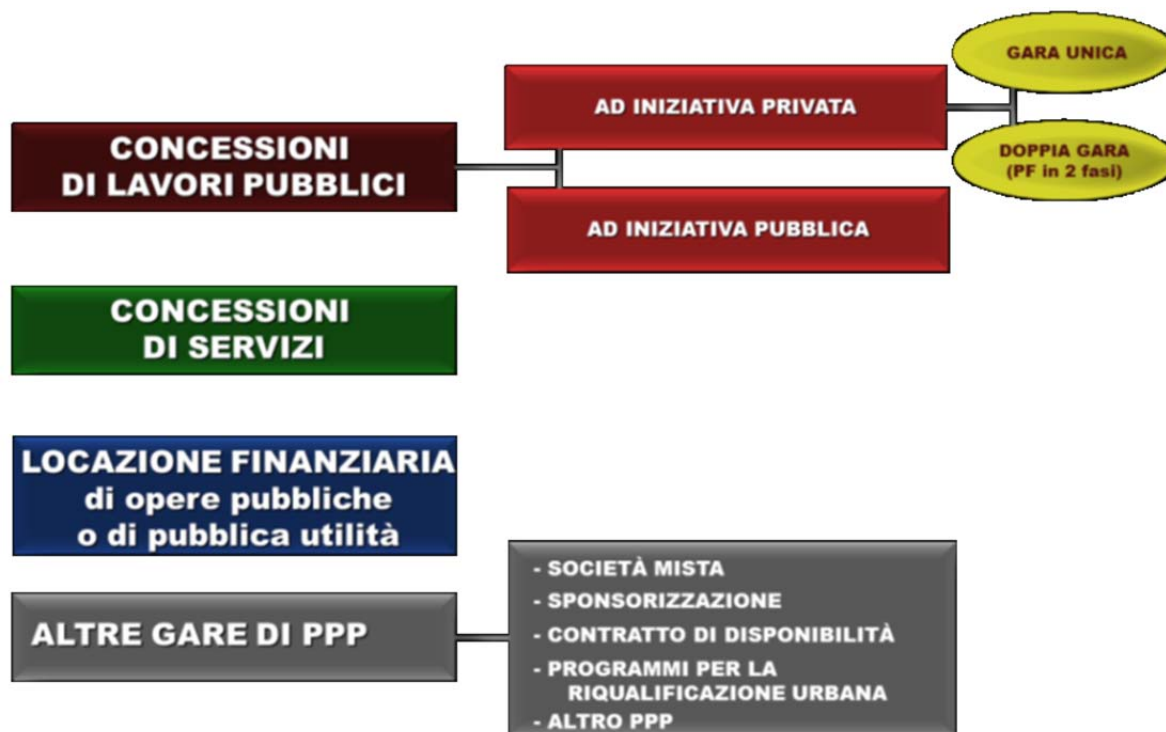 CONCESSIONI
DI LAVORI PUBBLICI
AD INIZIATIVA PRIVATA
GARA UNICA
DOPPIA GARA
(PF in 2 fasi)
AD INIZIATIVA PUBBLICA
CONCESSIONI
DI SERVIZI
LOCAZIONE FINANZIARIA
di opere pubbliche
o di pubblica utilità
ALTRE GARE DI PPP
- SOCIETÀ MISTA
- SPONSORIZZAZIONE
- CONTRATTO DI DISPONIBILITÀ
- PROGRAMMI PER LA
RIQUALIFICAZIONE URBANA
- ALTRO PPP